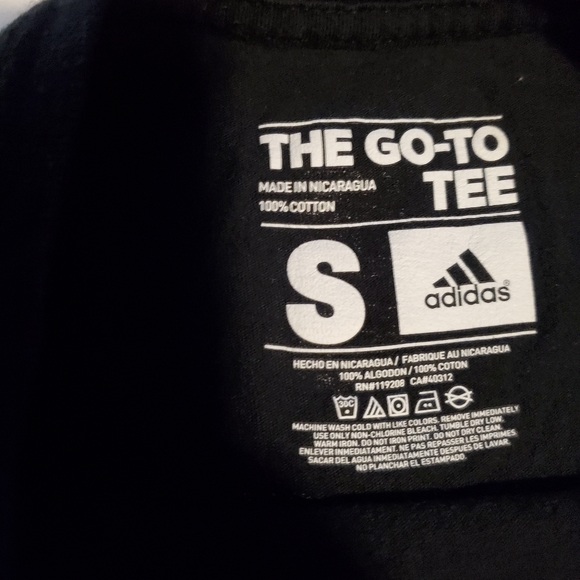 THE GO-TO
MADE IN NICARAGUA TEE
100% COTTON
S adidas®
HECHO EN NICARAGUA / FABRIQUE AU NICARAGUA
100% ALGODON / 100% COTON
RN#119208 CA#40312
30C
MACHINE WASH COLD WITH LIKE COLORS. REMOVE IMMEDIATELY
USE ONLY NON-CHLORINE BLEACH. TUMBLE DRY LOW.
WARM IRON. DO NOT IRON PRINT. DO NOT DRY CLEAN.
ENLEVER IMMEDIATEMENT. NE PAS REPASSER LES IMPRIMES.
SACAR DEL AGUA INMEDIATAMENTE DESPUES DE LAVAR.
NO PLANCHAR EL ESTAMPADO.